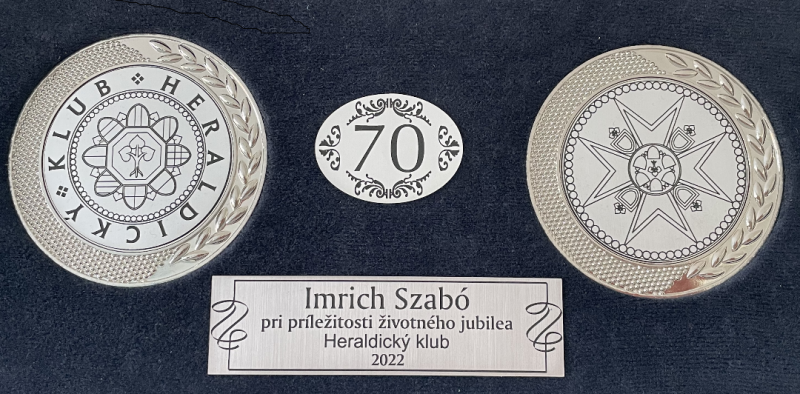 KLUB HERALDICKÝ
70
Imrich Szabó
pri príležitosti životného jubilea
Heraldický klub
2022